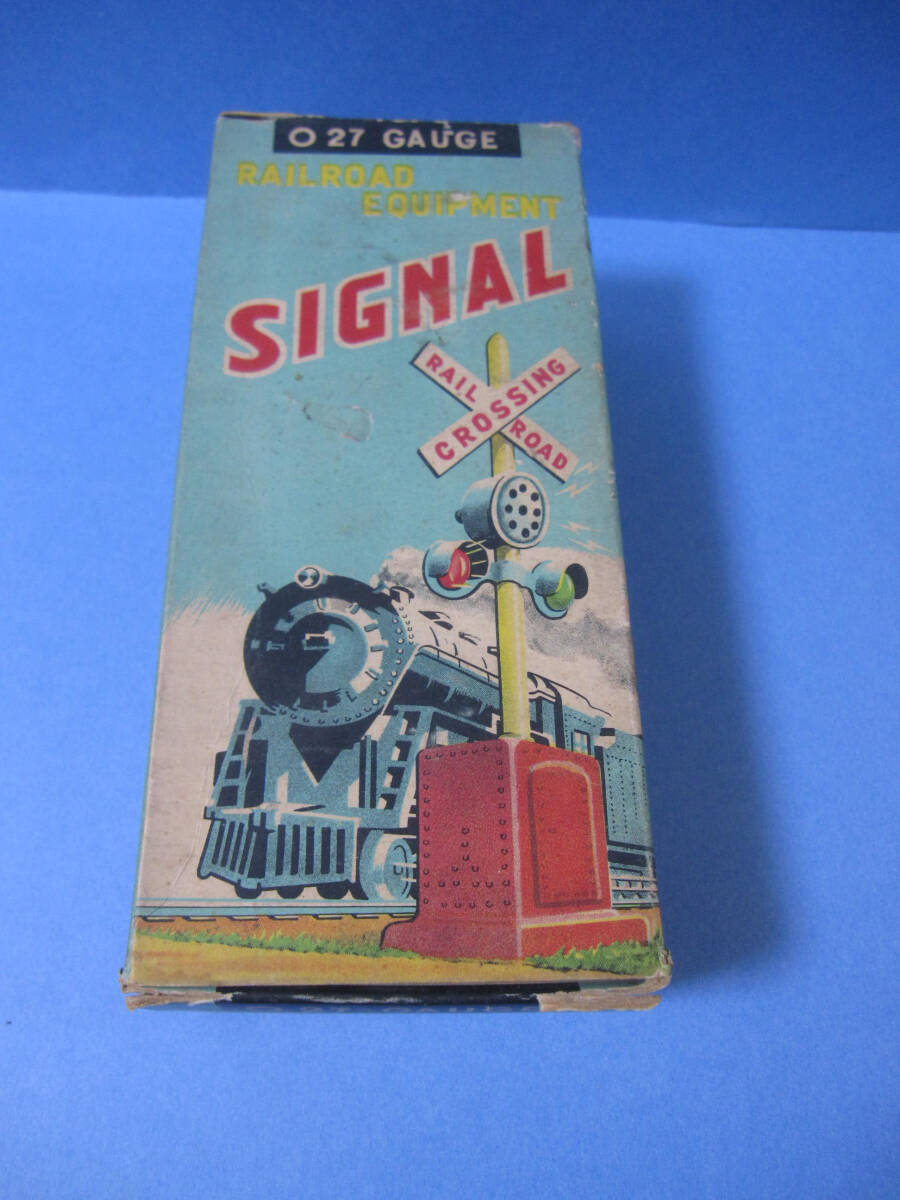 O 27 GAUGE
RAILROAD
EQUIPMENT
SIGNAL
RAIL
CROSSING
ROAD